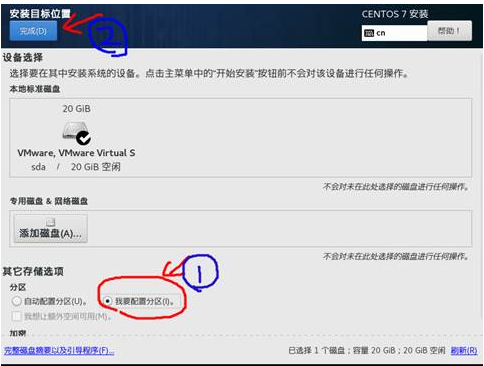 安装目标位置
CENTOS 7 安装
完成(D)
cn
帮助！
2
设备选择
选择要在其中安装系统的设备。点击主菜单中的“开始安装”按钮前不会对该设备进行任何操作。
本地标准磁盘
20 GiB
VMware, VMware Virtual S
sda / 20 GiB 空闲
不会对未在此处选择的磁盘进行任何操作。
专用磁盘 & 网络磁盘
添加磁盘(A)...
不会对未在此处选择的磁盘进行任何操作。
1
其它存储选项
分区
自动配置分区(U)。
我要配置分区(I)。
我想让额外空间可用(M)。
加密
完整磁盘摘要以及引导程序(F)...
已选择 1 个磁盘；容量 20 GiB；20 GiB 空闲
刷新(R)